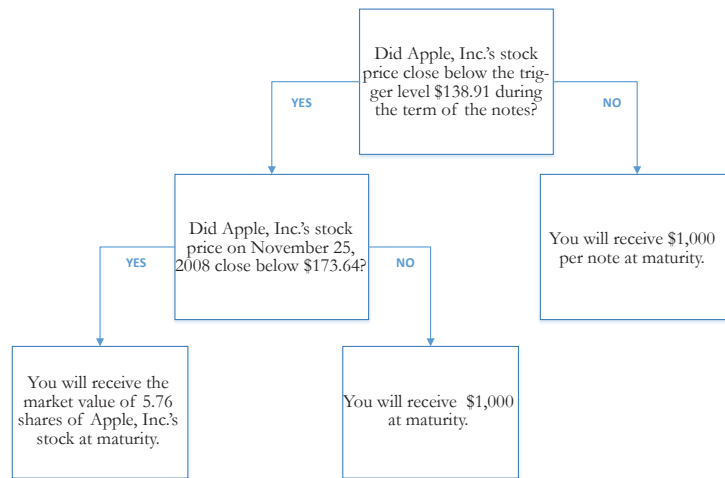 Did Apple, Inc.'s stock
price close below the trig-
ger level $138.91 during
the term of the notes?
YES
NO
Did Apple, Inc.'s stock
price on November 25,
2008 close below $173.64?
You will receive $1,000
per note at maturity.
YES
NO
You will receive the
market value of 5.76
shares of Apple, Inc.'s
stock at maturity.
You will receive $1,000
at maturity.